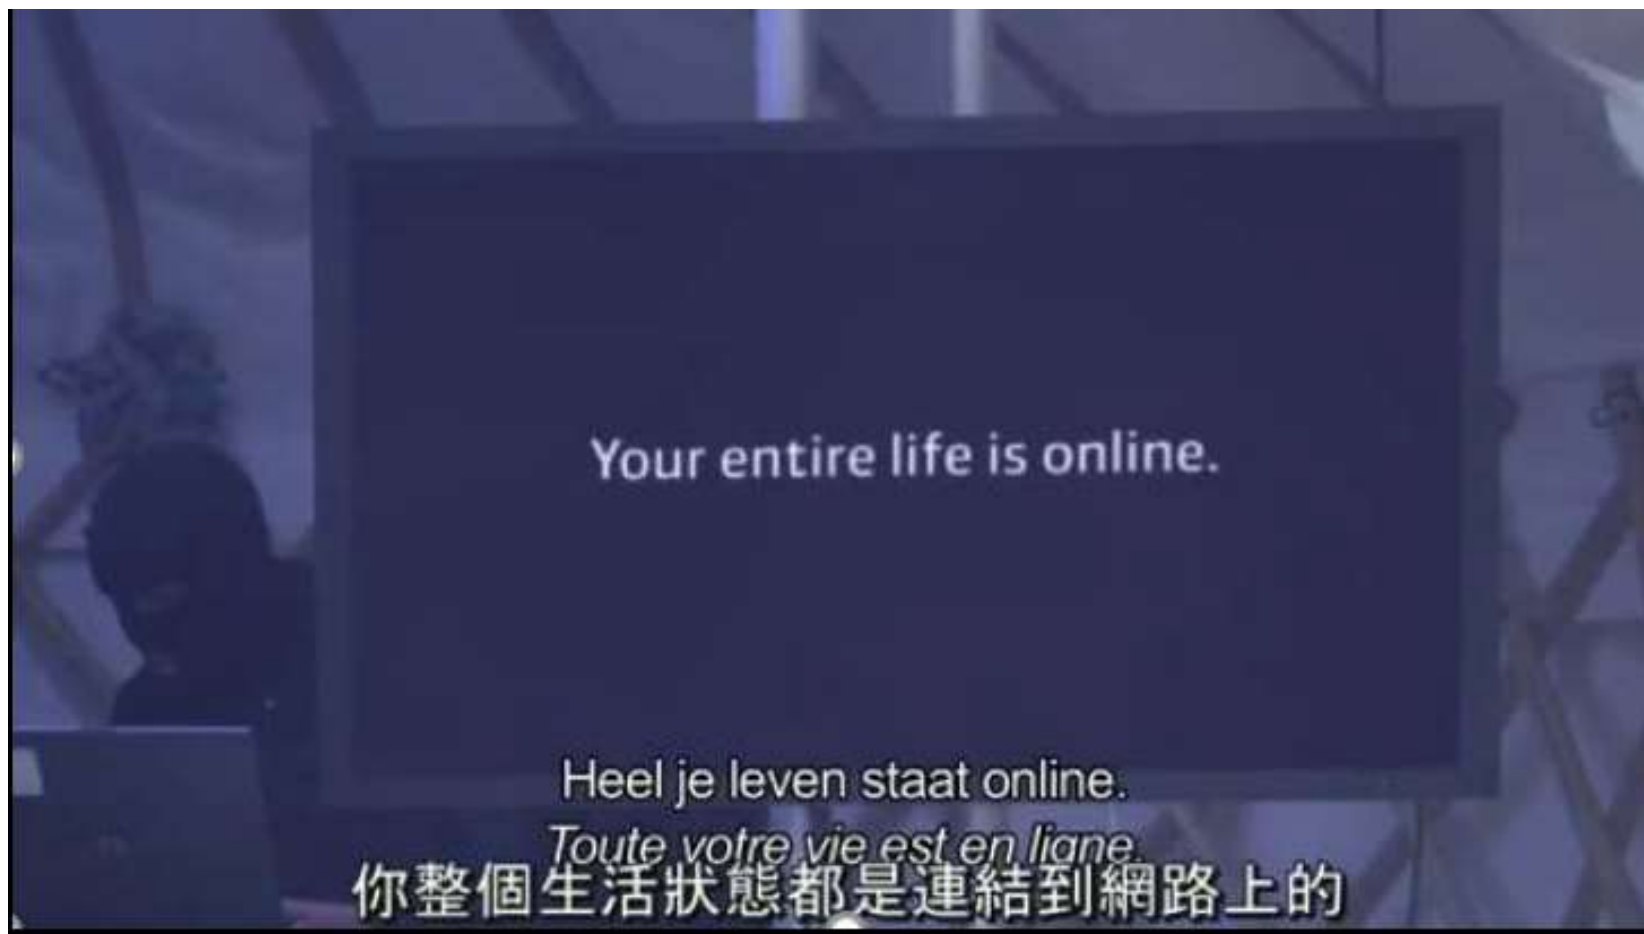 Your entire life is online.
Heel je leven staat online.
Toute votre vie est en ligne.
你整個生活狀態都是連結到網路上的